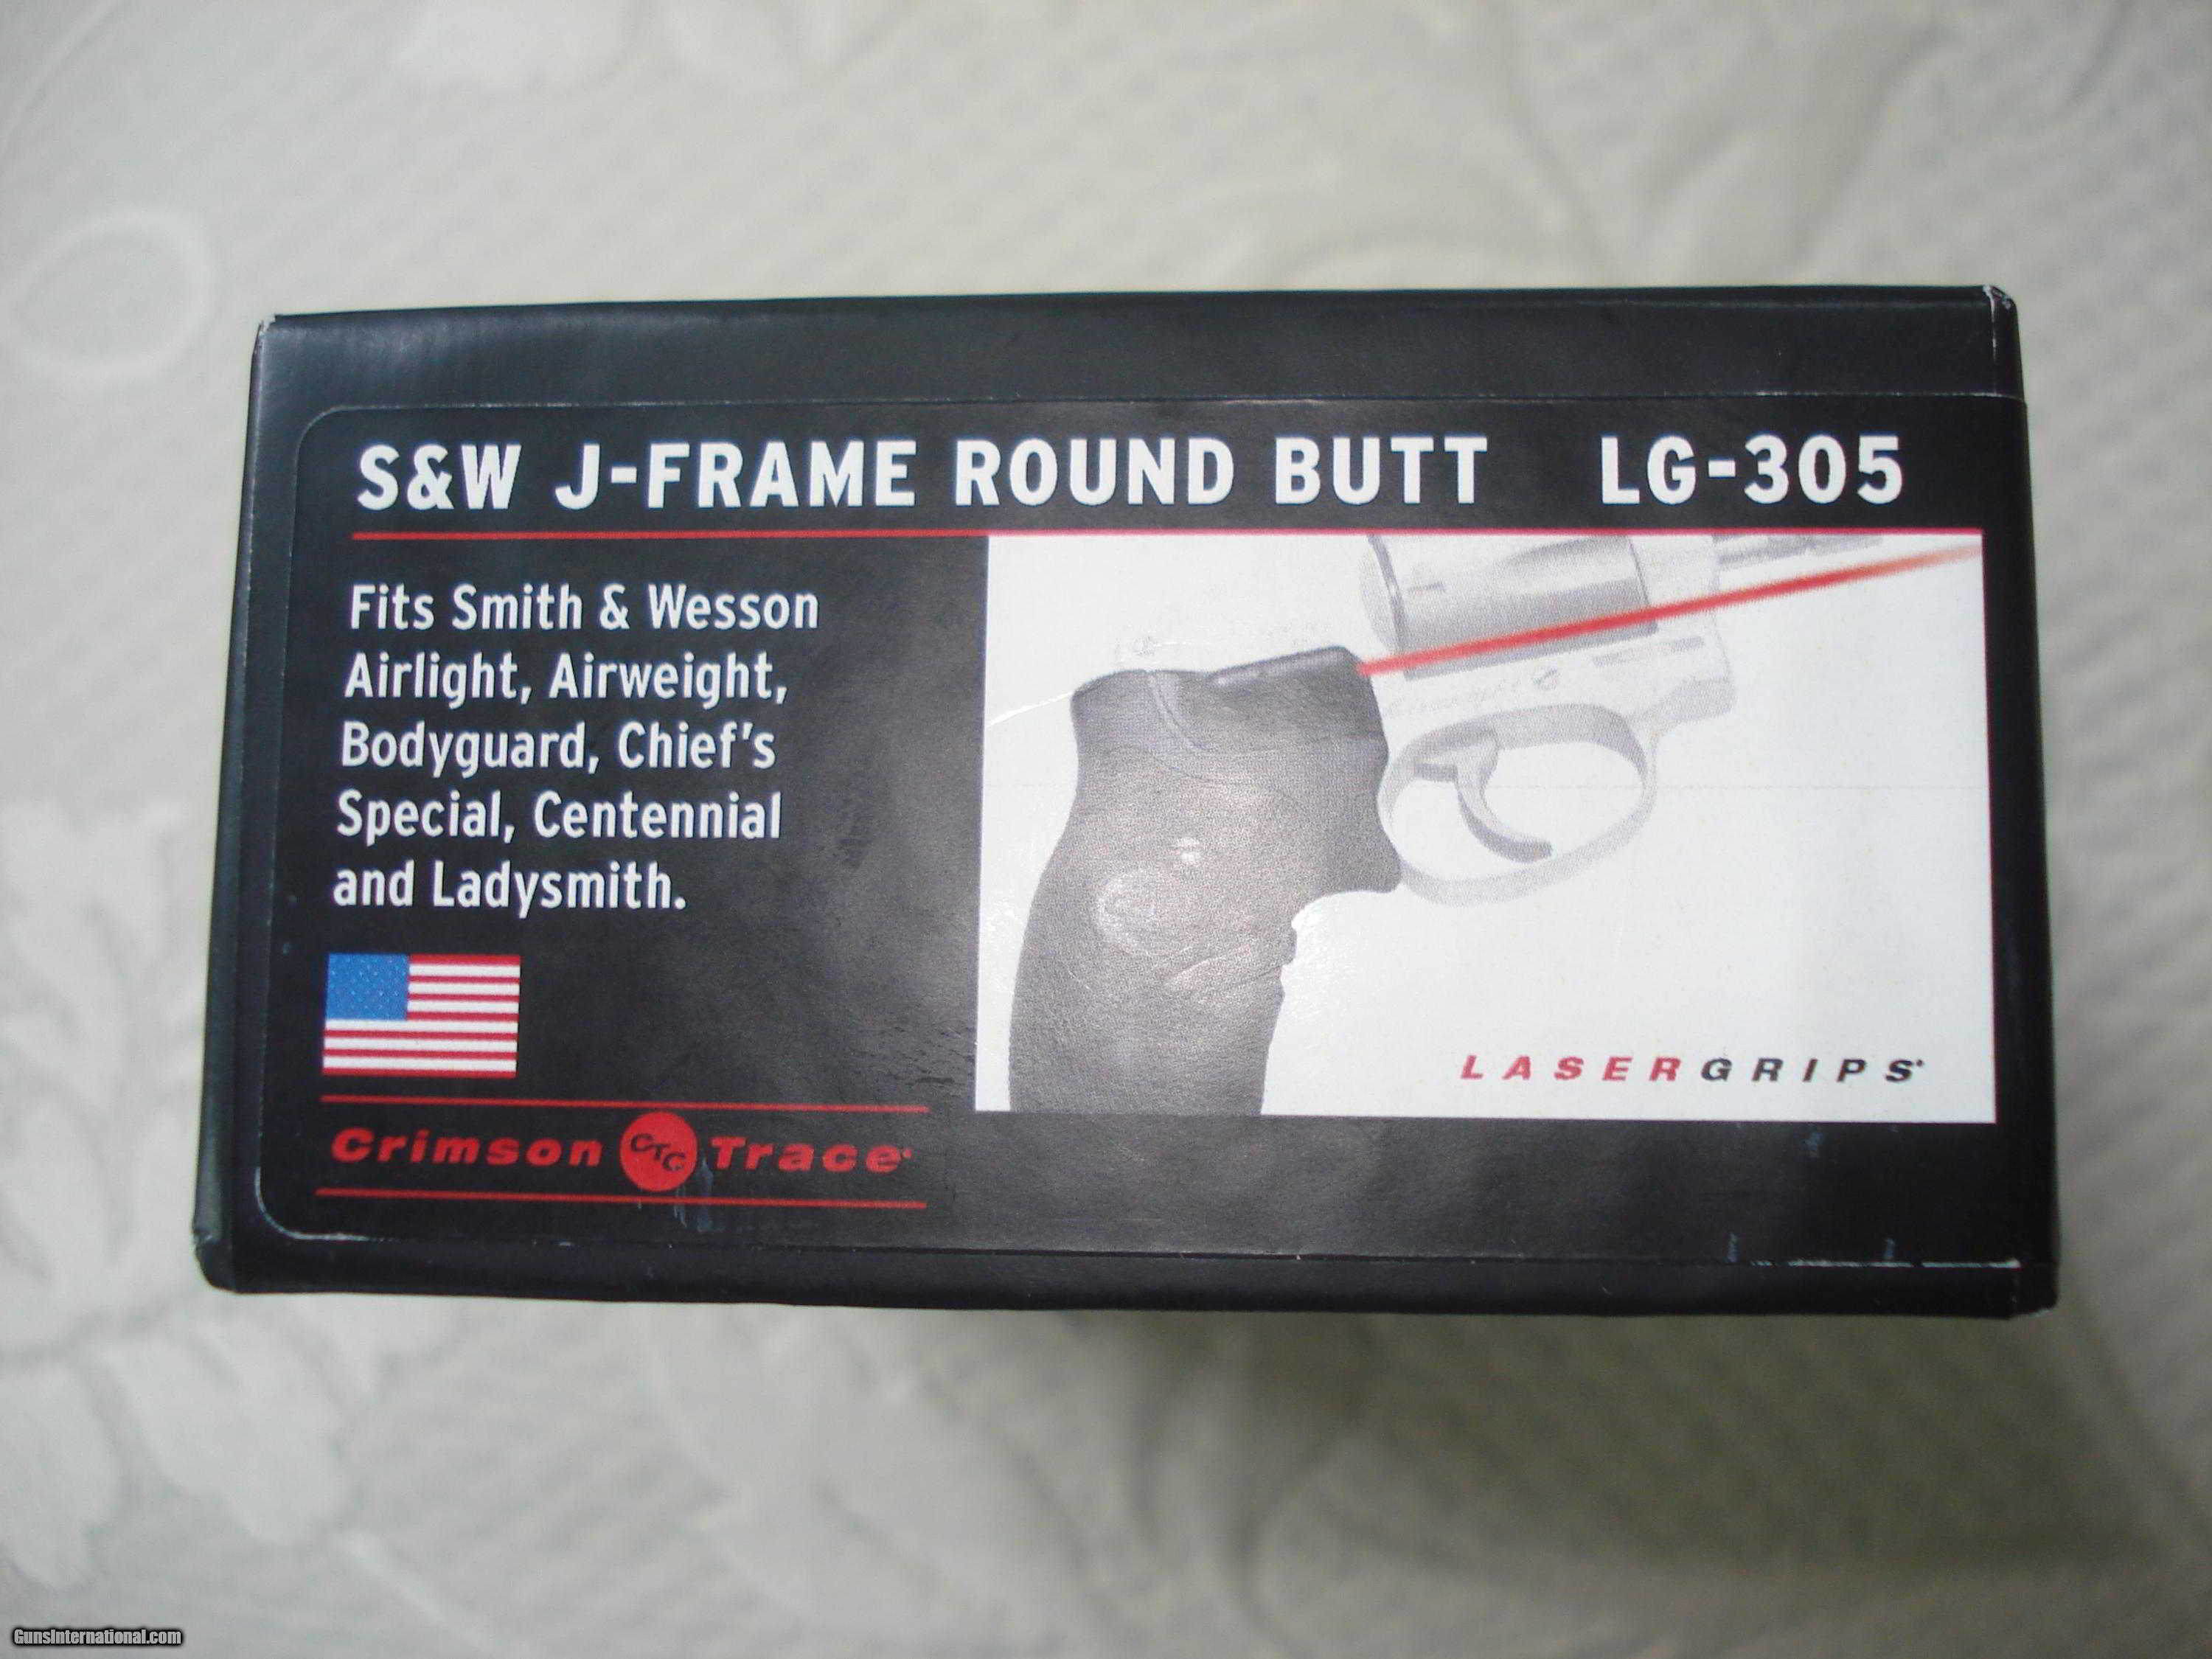 S&W J-FRAME ROUND BUTT LG-305
Fits Smith & Wesson
Airlight, Airweight,
Bodyguard, Chief's
Special, Centennial
and Ladysmith.
LASERGRIPS
Crimson CTC Trace
GunsInternational.com